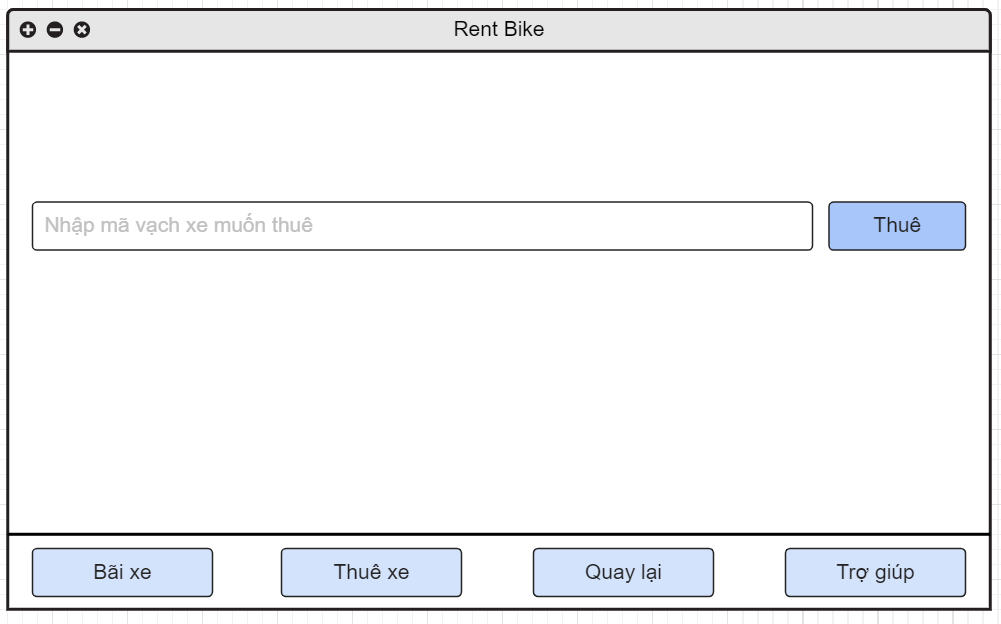 Rent Bike
Nhập mã vạch xe muốn thuê
Thuê
Bãi xe
Thuê xe
Quay lại
Trợ giúp